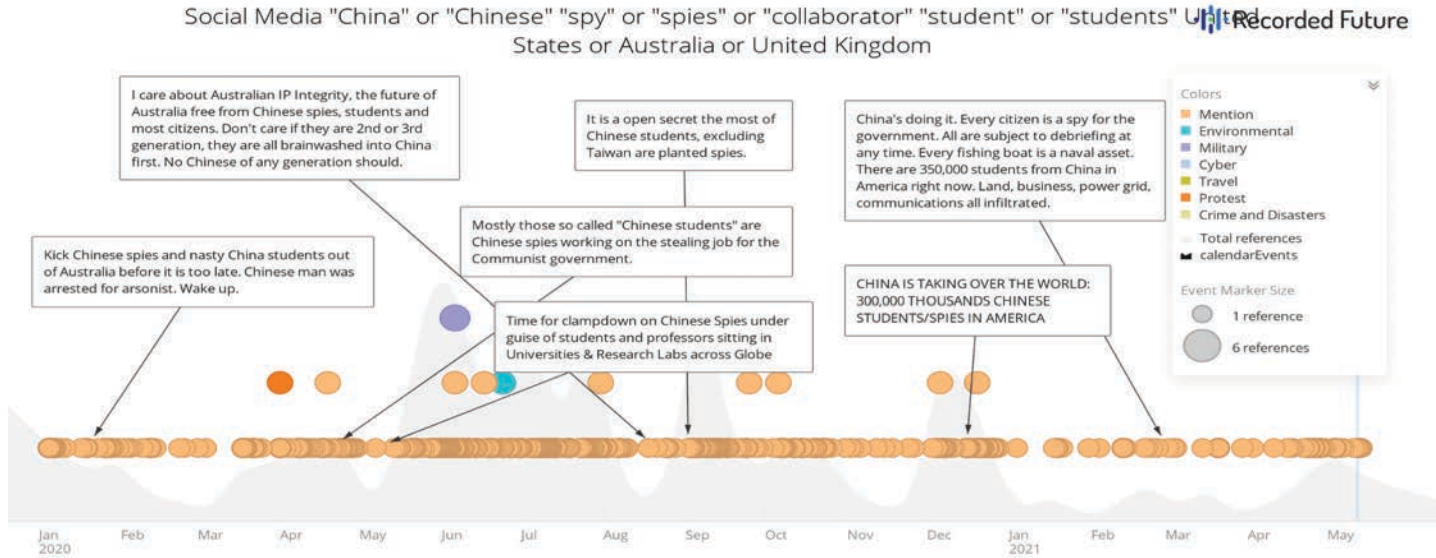 Social Media "China" or "Chinese" "spy" or "spies" or "collaborator" "student" or "students" United
States or Australia or United Kingdom
Recorded Future
I care about Australian IP Integrity, the future of
Australia free from Chinese spies, students and
most citizens. Don't care if they are 2nd or 3rd
generation, they are all brainwashed into China
first. No Chinese of any generation should.
It is a open secret the most of
Chinese students, excluding
Taiwan are planted spies.
China's doing it. Every citizen is a spy for the
government. All are subject to debriefing at
any time. Every fishing boat is a naval asset.
There are 350,000 students from China in
America right now. Land, business, power grid,
communications all infiltrated.
Colors
Mention
Environmental
Military
Cyber
Travel
Protest
Crime and Disasters
Total references
calendarEvents
Event Marker Size
1 reference
6 references
Mostly those so called "Chinese students" are
Chinese spies working on the stealing job for the
Communist government.
Kick Chinese spies and nasty China students out
of Australia before it is too late. Chinese man was
arrested for arsonist. Wake up.
CHINA IS TAKING OVER THE WORLD:
300,000 THOUSANDS CHINESE
STUDENTS/SPIES IN AMERICA
Time for clampdown on Chinese Spies under
guise of students and professors sitting in
Universities & Research Labs across Globe
Jan Feb Mar Apr May Jun Jul Aug Sep Oct Nov Dec Jan Feb Mar Apr May
2020 2021